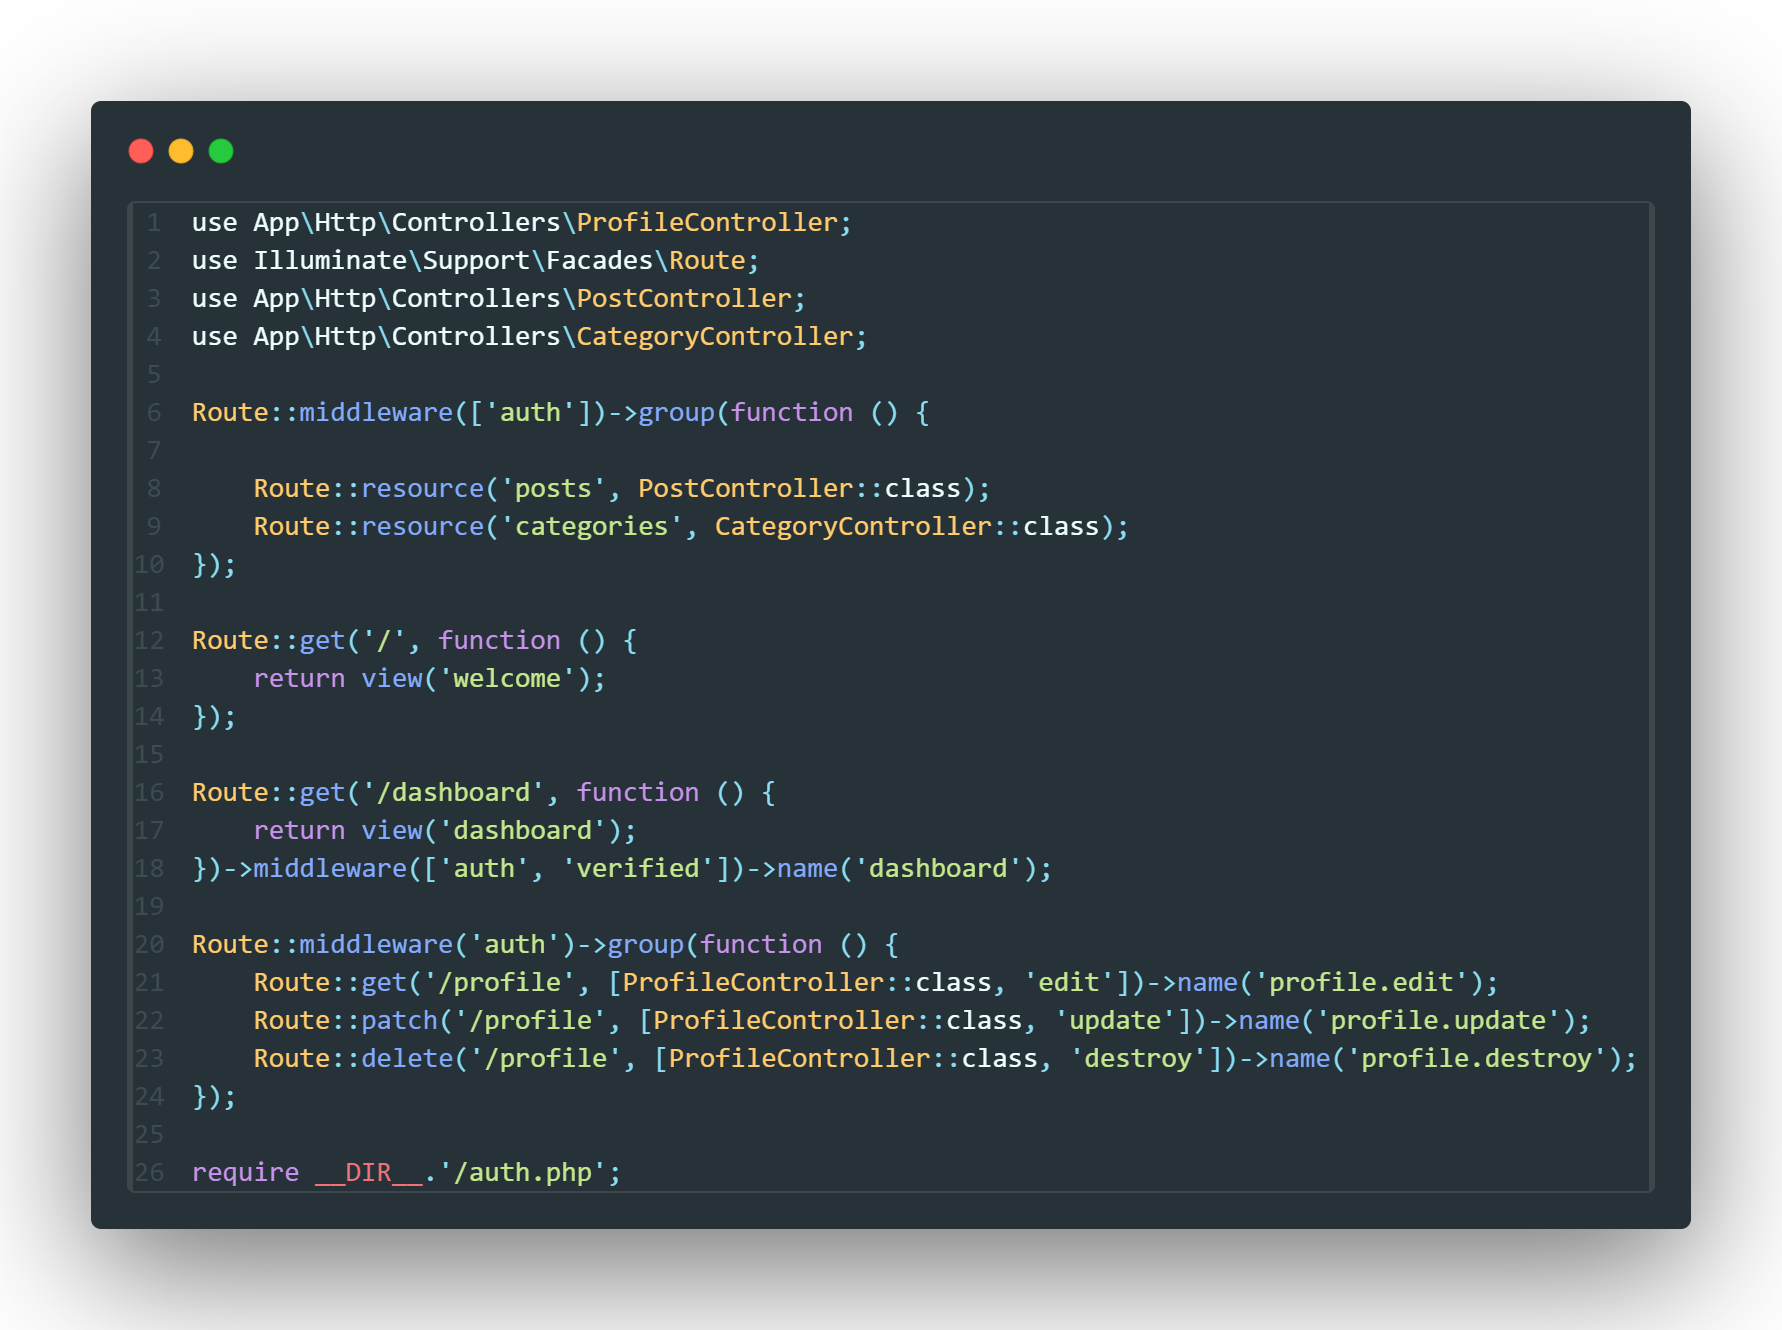 1 use App\Http\Controllers\ProfileController;
2 use Illuminate\Support\Facades\Route;
3 use App\Http\Controllers\PostController;
4 use App\Http\Controllers\CategoryController;
5
6 Route::middleware(['auth'])->group(function () {
7
8     Route::resource('posts', PostController::class);
9     Route::resource('categories', CategoryController::class);
10 });
11
12 Route::get('/', function () {
13     return view('welcome');
14 });
15
16 Route::get('/dashboard', function () {
17     return view('dashboard');
18 })->middleware(['auth', 'verified'])->name('dashboard');
19
20 Route::middleware('auth')->group(function () {
21     Route::get('/profile', [ProfileController::class, 'edit'])->name('profile.edit');
22     Route::patch('/profile', [ProfileController::class, 'update'])->name('profile.update');
23     Route::delete('/profile', [ProfileController::class, 'destroy'])->name('profile.destroy');
24 });
25
26 require __DIR__.'/auth.php';